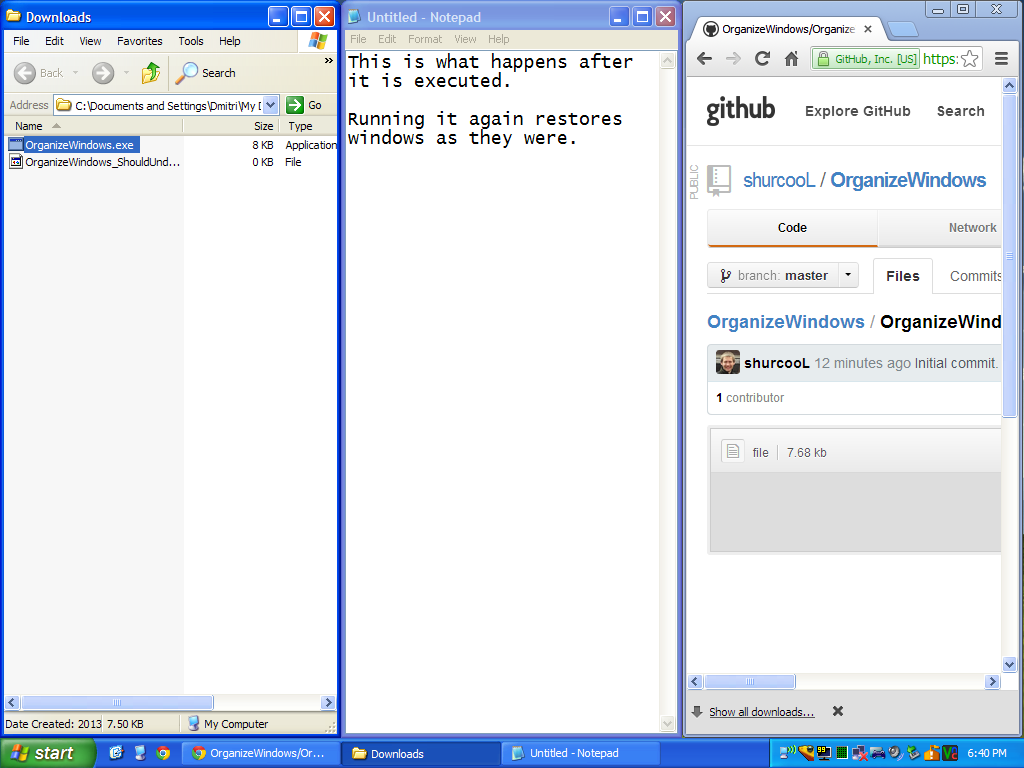 Downloads
File Edit View Favorites Tools Help
Back Search
Address C:\Documents and Settings\Dmitri\My D Go
Name Size Type
OrganizeWindows.exe 8 KB Application
OrganizeWindows_ShouldUnd... 0 KB File
Date Created: 2013 7.50 KB My Computer
Untitled - Notepad
File Edit Format View Help
This is what happens after
it is executed.
Running it again restores
windows as they were.
OrganizeWindows/Organize
GitHub, Inc. [US] https:
github Explore GitHub Search
PUBLIC
shurcooL / OrganizeWindows
Code Network
branch: master Files Commits
OrganizeWindows / OrganizeWind
shurcooL 12 minutes ago Initial commit.
1 contributor
file 7.68 kb
Show all downloads...
start OrganizeWindows/Or... Downloads Untitled - Notepad 99 6:40 PM